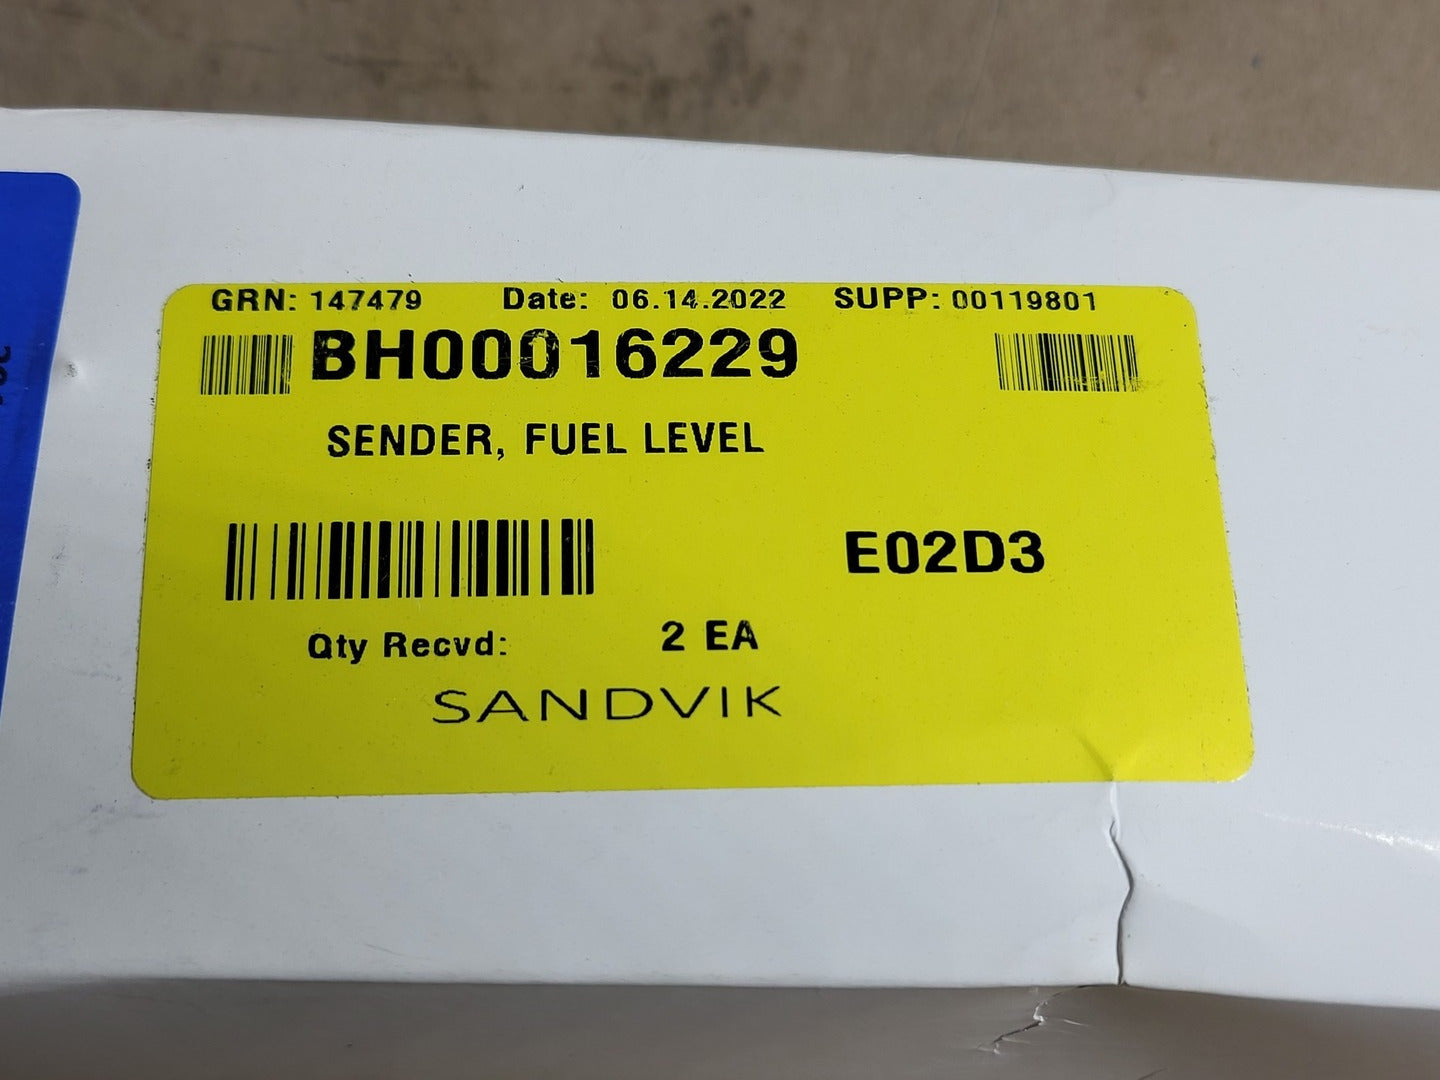 GRN: 147479 Date: 06.14.2022 SUPP: 00119801
BH00016229
SENDER, FUEL LEVEL
E02D3
Qty Recvd: 2 EA
SANDVIK